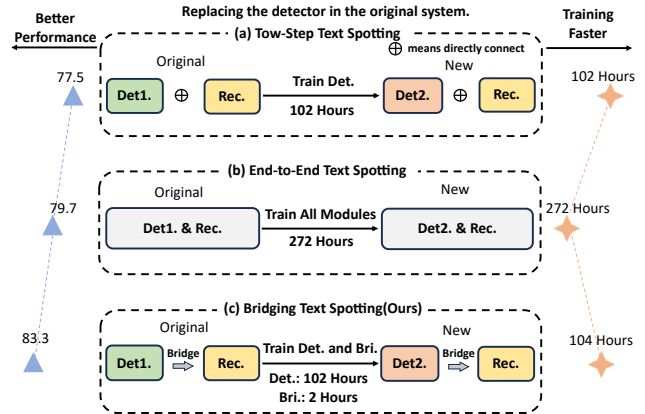 Replacing the detector in the original system.
Better
Performance
Training
Faster
(a) Tow-Step Text Spotting
⊕ means directly connect
Original
New
77.5
102 Hours
Det1.
⊕
Rec.
Train Det.
102 Hours
Det2.
⊕
Rec.
(b) End-to-End Text Spotting
Original
New
79.7
272 Hours
Det1. & Rec.
Train All Modules
272 Hours
Det2. & Rec.
(c) Bridging Text Spotting(Ours)
Original
New
83.3
104 Hours
Det1.
Bridge
Rec.
Train Det. and Bri.
Det.: 102 Hours
Bri.: 2 Hours
Det2.
Bridge
Rec.